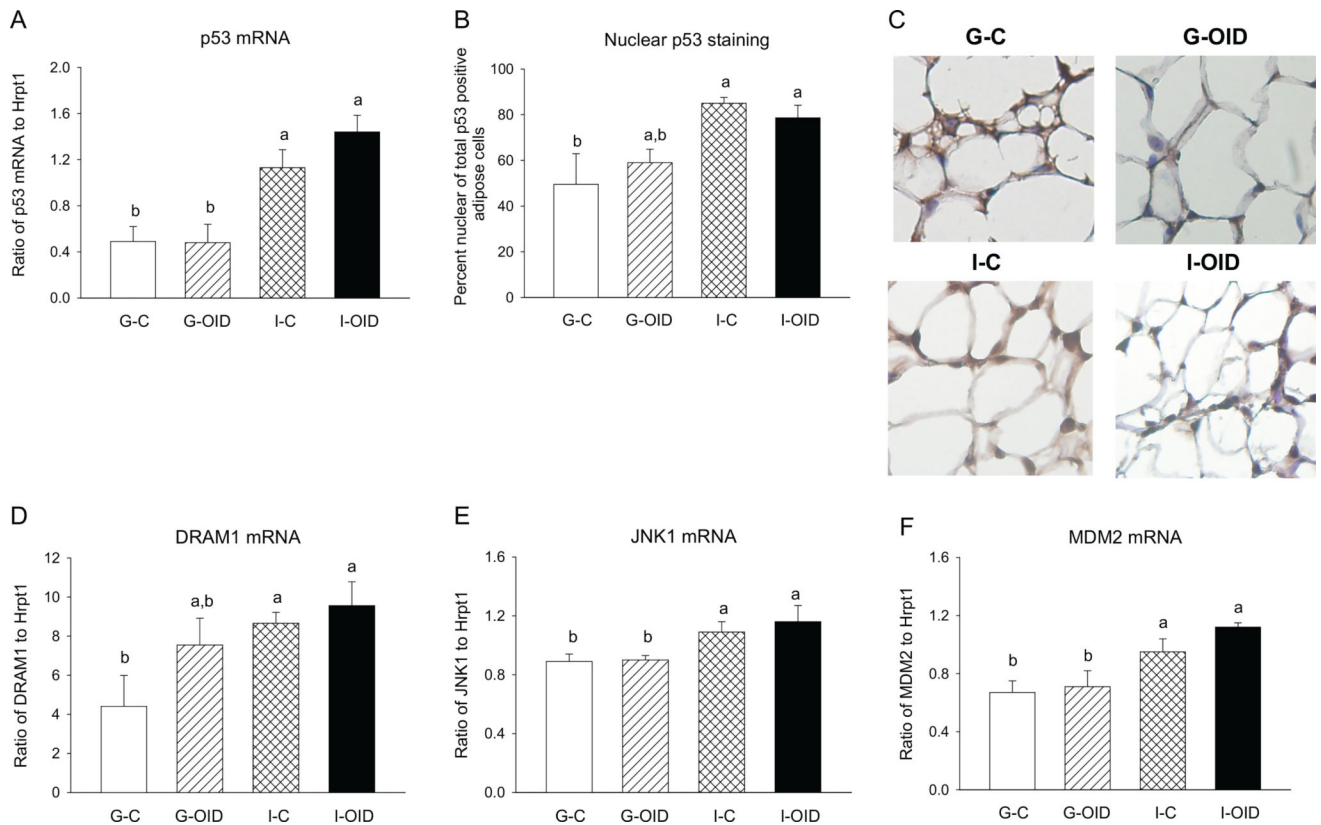 A
p53 mRNA
Ratio of p53 mRNA to Hrpt1
2.0
1.6
1.2
0.8
0.4
0.0
b
b
a
a
G-C
G-OID
I-C
I-OID
B
Nuclear p53 staining
Percent nuclear of total p53 positive
adipose cells
100
80
60
40
20
0
b
a,b
a
a
G-C
G-OID
I-C
I-OID
C
G-C
G-OID
I-C
I-OID
D
DRAM1 mRNA
Ratio of DRAM1 to Hrpt1
12
10
8
6
4
2
0
b
a,b
a
a
G-C
G-OID
I-C
I-OID
E
JNK1 mRNA
Ratio of JNK1 to Hrpt1
1.6
1.2
0.8
0.4
0.0
b
b
a
a
G-C
G-OID
I-C
I-OID
F
MDM2 mRNA
Ratio of MDM2 to Hrpt1
1.6
1.2
0.8
0.4
0.0
b
b
a
a
G-C
G-OID
I-C
I-OID